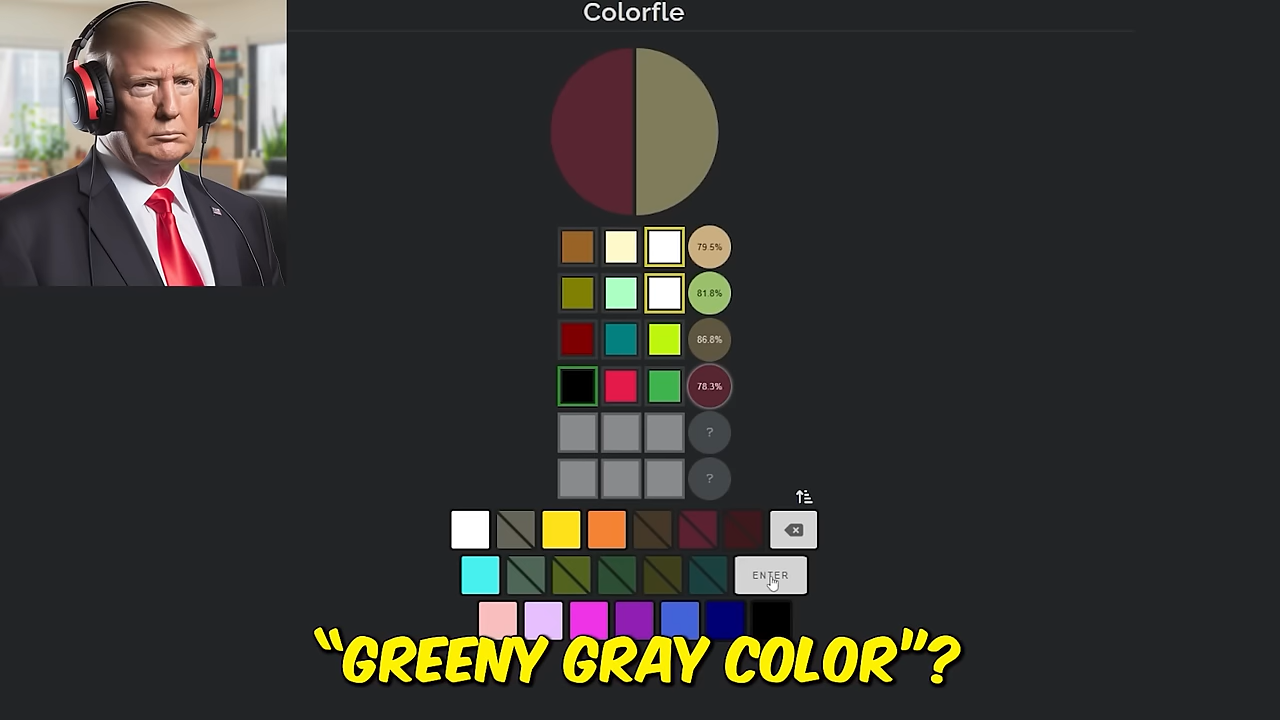 Colorfle
79.5%
81.8%
86.8%
78.3%
?
?
ENTER
“GREENY GRAY COLOR”?